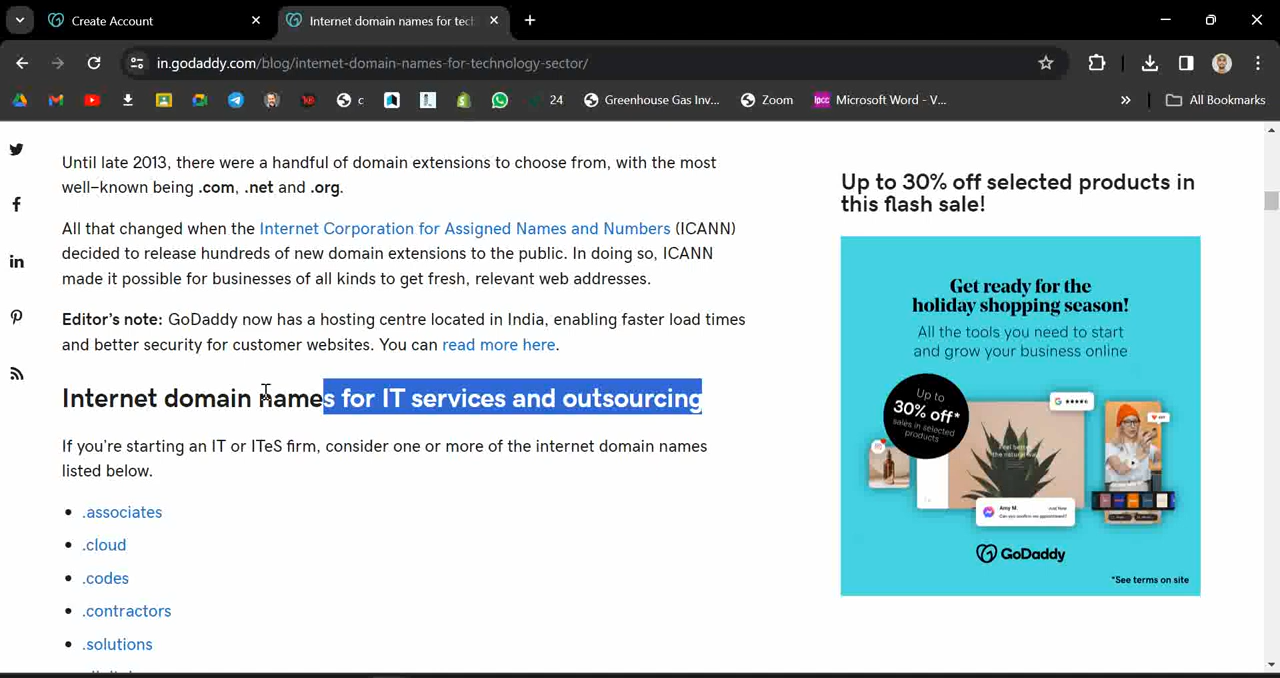 Create Account
Internet domain names for tec
in.godaddy.com/blog/internet-domain-names-for-technology-sector/
24
Greenhouse Gas Inv...
Zoom
Microsoft Word - V...
All Bookmarks
Until late 2013, there were a handful of domain extensions to choose from, with the most
well-known being .com, .net and .org.
All that changed when the Internet Corporation for Assigned Names and Numbers (ICANN)
decided to release hundreds of new domain extensions to the public. In doing so, ICANN
made it possible for businesses of all kinds to get fresh, relevant web addresses.
Editor's note: GoDaddy now has a hosting centre located in India, enabling faster load times
and better security for customer websites. You can read more here.
Internet domain names for IT services and outsourcing
If you're starting an IT or ITeS firm, consider one or more of the internet domain names
listed below.
• .associates
• .cloud
• .codes
• .contractors
• .solutions
Up to 30% off selected products in
this flash sale!
Get ready for the
holiday shopping season!
All the tools you need to start
and grow your business online
Up to
30% off*
sales in selected
products
GoDaddy
*See terms on site